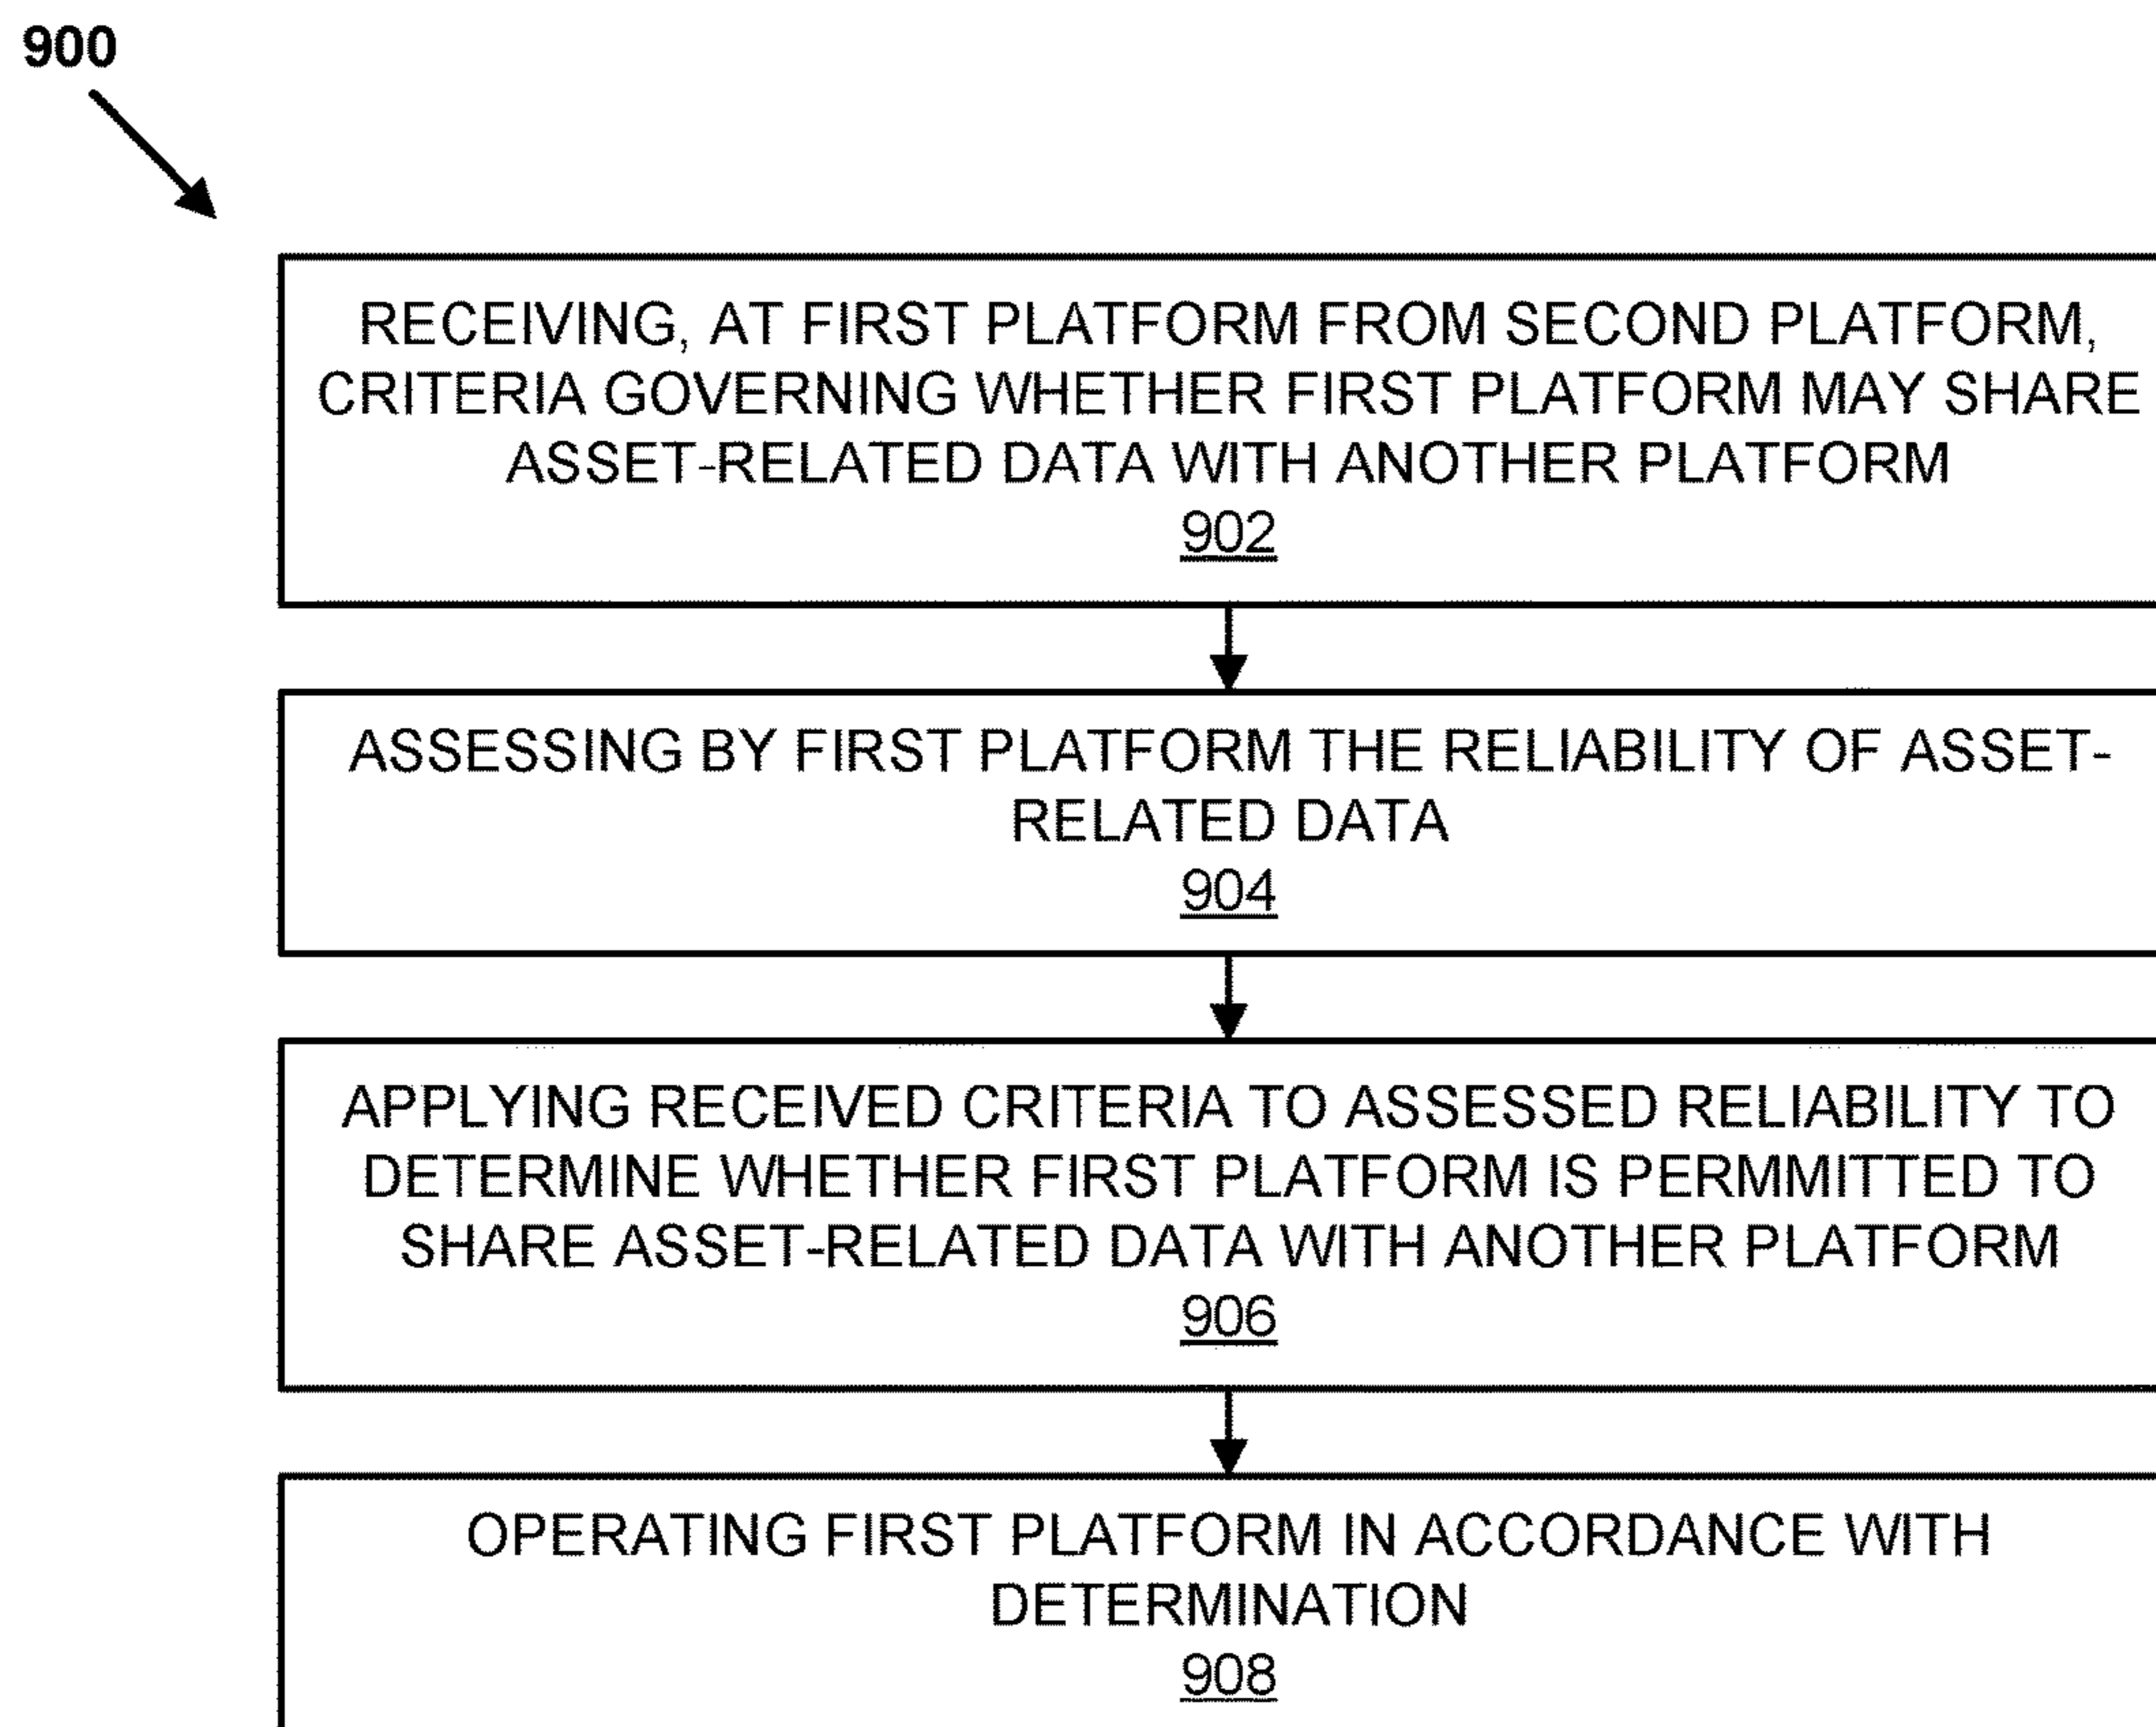 900
RECEIVING, AT FIRST PLATFORM FROM SECOND PLATFORM,
CRITERIA GOVERNING WHETHER FIRST PLATFORM MAY SHARE
ASSET-RELATED DATA WITH ANOTHER PLATFORM
902
ASSESSING BY FIRST PLATFORM THE RELIABILITY OF ASSET-
RELATED DATA
904
APPLYING RECEIVED CRITERIA TO ASSESSED RELIABILITY TO
DETERMINE WHETHER FIRST PLATFORM IS PERMMITTED TO
SHARE ASSET-RELATED DATA WITH ANOTHER PLATFORM
906
OPERATING FIRST PLATFORM IN ACCORDANCE WITH
DETERMINATION
908